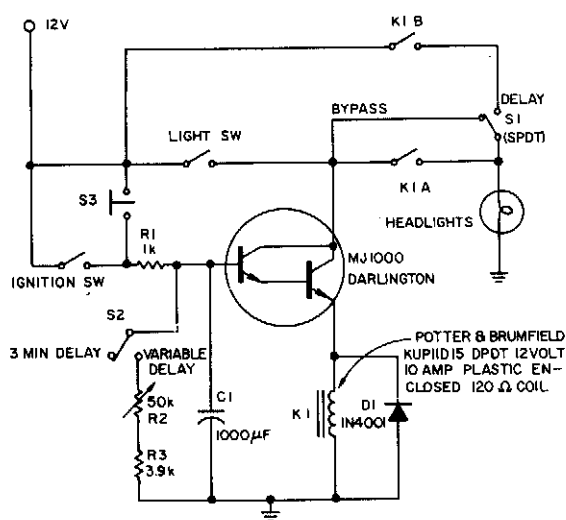 12V
K1 B
DELAY
S1
(SPDT)
BYPASS
LIGHT SW
K1A
S3
HEADLIGHTS
R1
1k
MJ1000
DARLINGTON
IGNITION SW
S2
3 MIN DELAY
VARIABLE
DELAY
POTTER & BRUMFIELD
KUP11D15 DPDT 12VOLT
10 AMP PLASTIC EN-
CLOSED 120 Ω COIL
50k
R2
C1
1000µF
K1
D1
1N4001
R3
3.9k